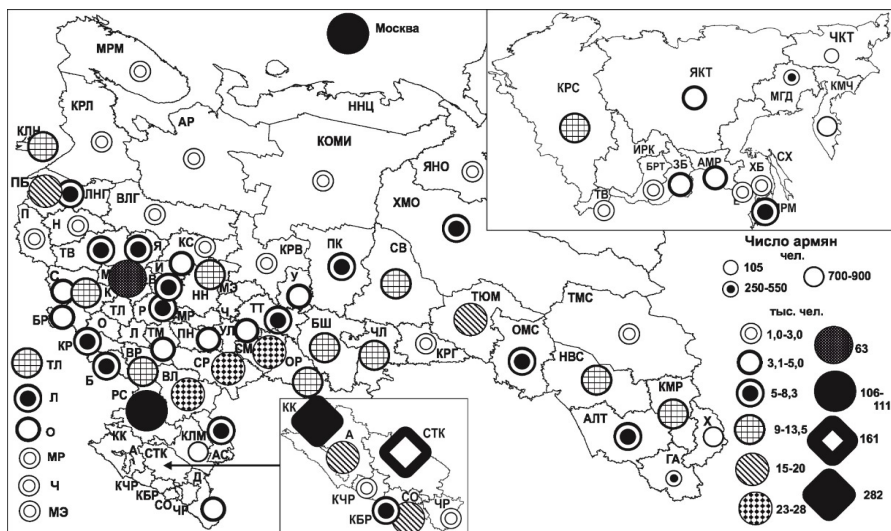 Москва
МРМ
КРЛ
КЛН
АР
ННЦ
КОМИ
ЯНО
ХМО
ПБ
ЛНГ
ВЛГ
Н
П
ТВ
Я
КС
КРВ
ПК
СВ
С
М
И
В
К
НН
МЭ
У
БР
ТЛ
Р
МР
Ч
ТТ
О
Л
ТМ
ПН
УЛ
СМ
БШ
ЧЛ
КРГ
ТЮМ
ТМС
ОМС
НВС
КМР
АЛТ
Х
ГА
КР
Б
ВР
СР
ОР
ВЛ
РС
КЛМ
АС
КК
А
СТК
КЧР
КБР
СО
ЧР
Д
ТЛ
Л
О
МР
Ч
МЭ
КК
А
СТК
КЧР
СО
КБР
ЧР
КРС
ЯКТ
ЧКТ
МГД
КМЧ
ИРК
БРТ
ЗБ
АМР
ХБ
СХ
ТВ
ПРМ
Число армян
чел.
105
700-900
250-550
тыс. чел.
1,0-3,0
63
3,1-5,0
5-8,3
106-
111
9-13,5
161
15-20
23-28
282